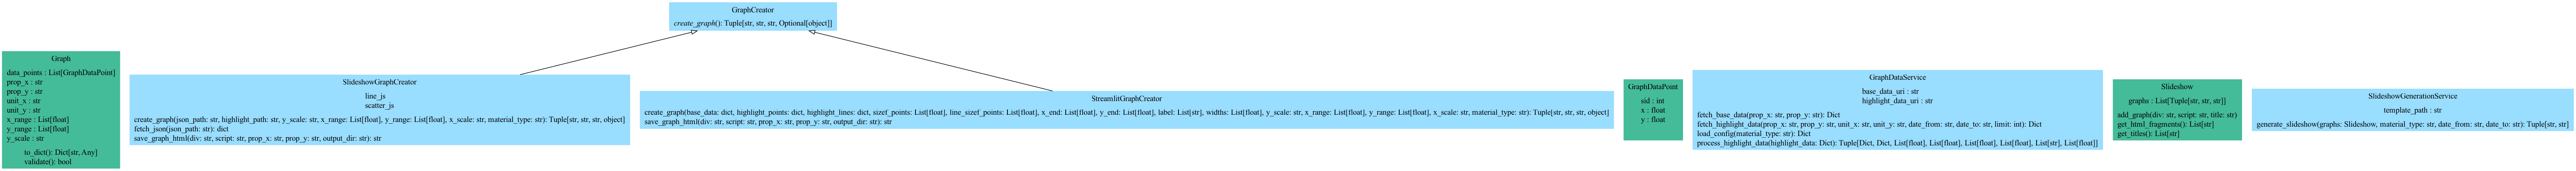 GraphCreator
create_graph(): Tuple[str, str, str, Optional[object]]
Graph
data_points : List[GraphDataPoint]
prop_x : str
prop_y : str
unit_x : str
unit_y : str
x_range : List[float]
y_range : List[float]
y_scale : str
to_dict(): Dict[str, Any]
validate(): bool
SlideshowGraphCreator
line_js
scatter_js
create_graph(json_path: str, highlight_path: str, y_scale: str, x_range: List[float], y_range: List[float], x_scale: str, material_type: str): Tuple[str, str, str, object]
fetch_json(json_path: str): dict
save_graph_html(div: str, script: str, prop_x: str, prop_y: str, output_dir: str): str
StreamlitGraphCreator
create_graph(base_data: dict, highlight_points: dict, highlight_lines: dict, sizef_points: List[float], line_sizef_points: List[float], x_end: List[float], y_end: List[float], label: List[str], widths: List[float], y_scale: str, x_range: List[float], y_range: List[float], x_scale: str, material_type: str): Tuple[str, str, str, object]
save_graph_html(div: str, script: str, prop_x: str, prop_y: str, output_dir: str): str
GraphDataPoint
sid : int
x : float
y : float
GraphDataService
base_data_uri : str
highlight_data_uri : str
fetch_base_data(prop_x: str, prop_y: str): Dict
fetch_highlight_data(prop_x: str, prop_y: str, unit_x: str, unit_y: str, date_from: str, date_to: str, limit: int): Dict
load_config(material_type: str): Dict
process_highlight_data(highlight_data: Dict): Tuple[Dict, Dict, List[float], List[float], List[float], List[float], List[str], List[float]]
Slideshow
graphs : List[Tuple[str, str, str]]
add_graph(div: str, script: str, title: str)
get_html_fragments(): List[str]
get_titles(): List[str]
SlideshowGenerationService
template_path : str
generate_slideshow(graphs: Slideshow, material_type: str, date_from: str, date_to: str): Tuple[str, str]